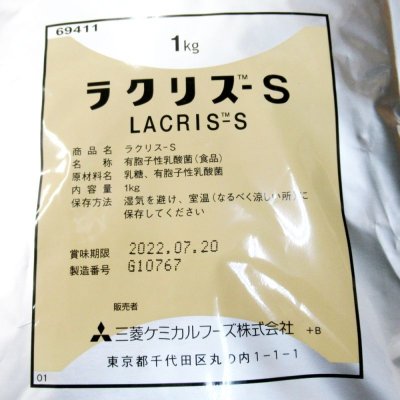 69411
1kg
ラクリス™-S
LACRIS™-S
商品名 ラクリス-S
名称 有胞子性乳酸菌(食品)
原材料名 乳糖、有胞子性乳酸菌
内容量 1kg
保存方法 湿気を避け、室温(なるべく涼しい所)に
保存してください
賞味期限 2022.07.20
製造番号 G10767
販売者
三菱ケミカルフーズ株式会社 +B
東京都千代田区丸の内1-1-1
01